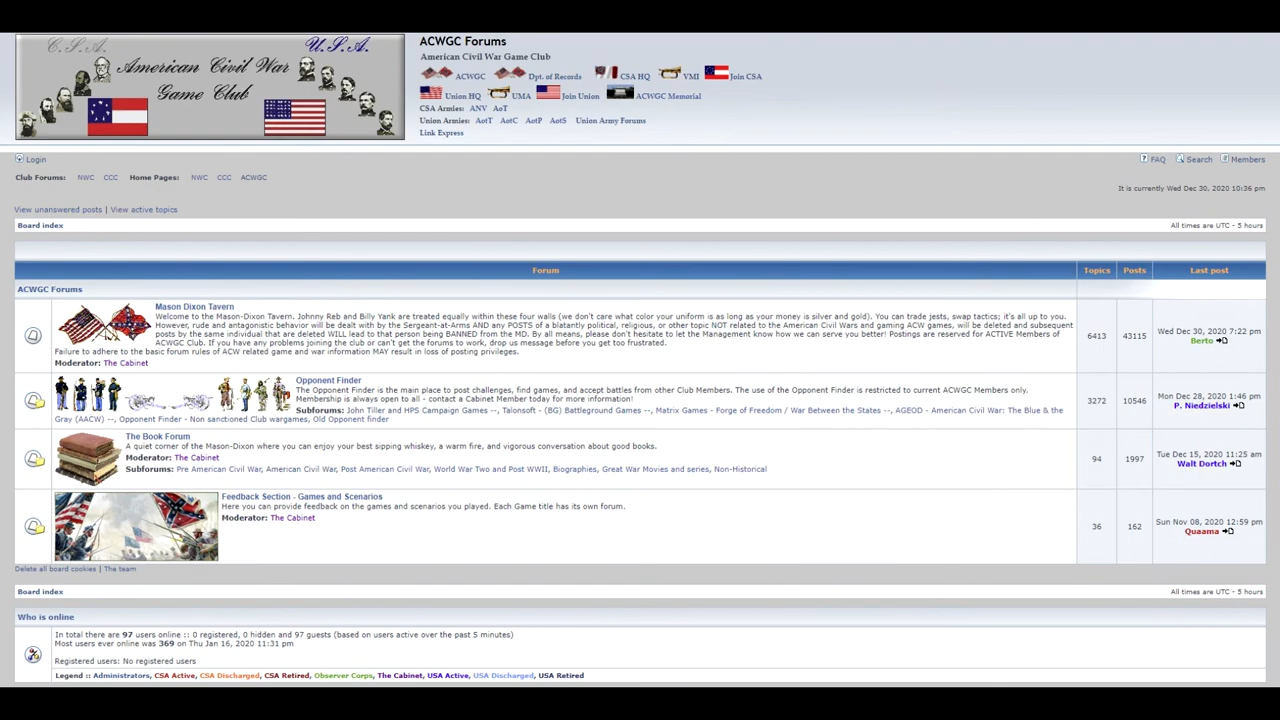 C.S.A. U.S.A.
American Civil War
Game Club
ACWGC Forums
American Civil War Game Club
ACWGC Dpt. of Records CSA HQ VMI Join CSA
Union HQ UMA Join Union ACWGC Memorial
CSA Armies: ANV AoT
Union Armies: AotT AotC AotP AotS Union Army Forums
Link Express
Login FAQ Search Members
Club Forums: NWC CCC Home Pages: NWC CCC ACWGC
It is currently Wed Dec 30, 2020 10:36 pm
View unanswered posts | View active topics
Board index All times are UTC - 5 hours
Forum Topics Posts Last post
ACWGC Forums
Mason Dixon Tavern
Welcome to the Mason-Dixon Tavern. Johnny Reb and Billy Yank are treated equally within these four walls (we don't care what color your uniform is as long as your money is silver and gold). You can trade jests, swap tactics; it's all up to you.
However, rude and antagonistic behavior will be dealt with by the Sergeant-at-Arms AND any POSTS of a blatantly political, religious, or other topic NOT related to the American Civil Wars and gaming ACW games, will be deleted and subsequent
posts by the same individual that are deleted WILL lead to that person being BANNED from the MD. By all means, please don't hesitate to let the Management know how we can serve you better! Postings are reserved for ACTIVE Members of
ACWGC Club. If you have any problems joining the club or can't get the forums to work, drop us message before you get too frustrated.
Failure to adhere to the basic forum rules of ACW related game and war information MAY result in loss of posting privileges.
Moderator: The Cabinet
6413 43115 Wed Dec 30, 2020 7:22 pm
Berto
Opponent Finder
The Opponent Finder is the main place to post challenges, find games, and accept battles from other Club Members. The use of the Opponent Finder is restricted to current ACWGC Members only.
Membership is always open to all - contact a Cabinet Member today for more information!
Subforums: John Tiller and HPS Campaign Games --, Talonsoft - (BG) Battleground Games --, Matrix Games - Forge of Freedom / War Between the States --, AGEOD - American Civil War: The Blue & the
Gray (AACW) --, Opponent Finder - Non sanctioned Club wargames, Old Opponent finder
3272 10546 Mon Dec 28, 2020 1:46 pm
P. Niedzielski
The Book Forum
A quiet corner of the Mason-Dixon where you can enjoy your best sipping whiskey, a warm fire, and vigorous conversation about good books.
Moderator: The Cabinet
Subforums: Pre American Civil War, American Civil War, Post American Civil War, World War Two and Post WWII, Biographies, Great War Movies and series, Non-Historical
94 1997 Tue Dec 15, 2020 11:25 am
Walt Dortch
Feedback Section - Games and Scenarios
Here you can provide feedback on the games and scenarios you played. Each Game title has its own forum.
Moderator: The Cabinet
36 162 Sun Nov 08, 2020 12:59 pm
Quaama
Delete all board cookies | The team
Board index All times are UTC - 5 hours
Who is online
In total there are 97 users online :: 0 registered, 0 hidden and 97 guests (based on users active over the past 5 minutes)
Most users ever online was 369 on Thu Jan 16, 2020 11:31 pm
Registered users: No registered users
Legend :: Administrators, CSA Active, CSA Discharged, CSA Retired, Observer Corps, The Cabinet, USA Active, USA Discharged, USA Retired